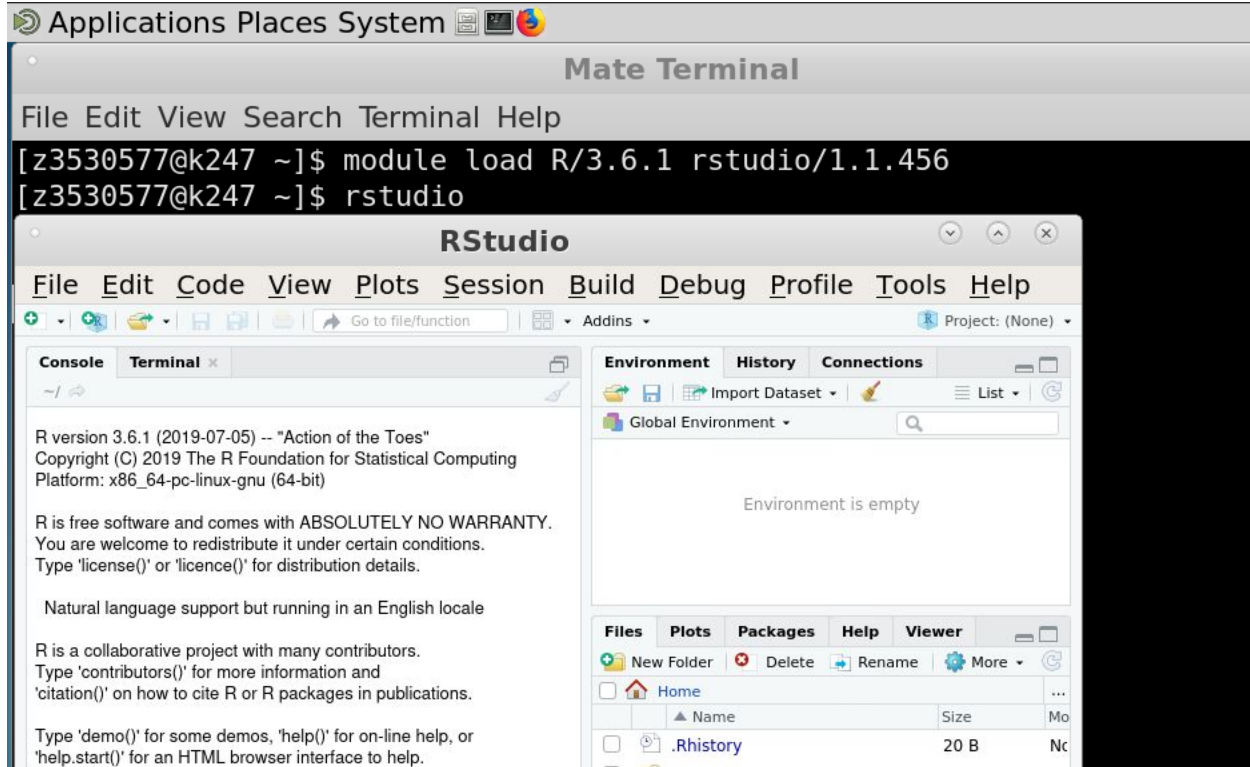 Applications Places System
Mate Terminal
File Edit View Search Terminal Help
[z3530577@k247 ~]$ module load R/3.6.1 rstudio/1.1.456
[z3530577@k247 ~]$ rstudio
RStudio
File Edit Code View Plots Session Build Debug Profile Tools Help
Go to file/function Addins Project: (None)
Console Terminal
~/
R version 3.6.1 (2019-07-05) -- "Action of the Toes"
Copyright (C) 2019 The R Foundation for Statistical Computing
Platform: x86_64-pc-linux-gnu (64-bit)
R is free software and comes with ABSOLUTELY NO WARRANTY.
You are welcome to redistribute it under certain conditions.
Type 'license()' or 'licence()' for distribution details.
Natural language support but running in an English locale
R is a collaborative project with many contributors.
Type 'contributors()' for more information and
'citation()' on how to cite R or R packages in publications.
Type 'demo()' for some demos, 'help()' for on-line help, or
'help.start()' for an HTML browser interface to help.
Environment History Connections
Import Dataset List
Global Environment
Environment is empty
Files Plots Packages Help Viewer
New Folder Delete Rename More
Home ...
Name Size Mo
.Rhistory 20 B No